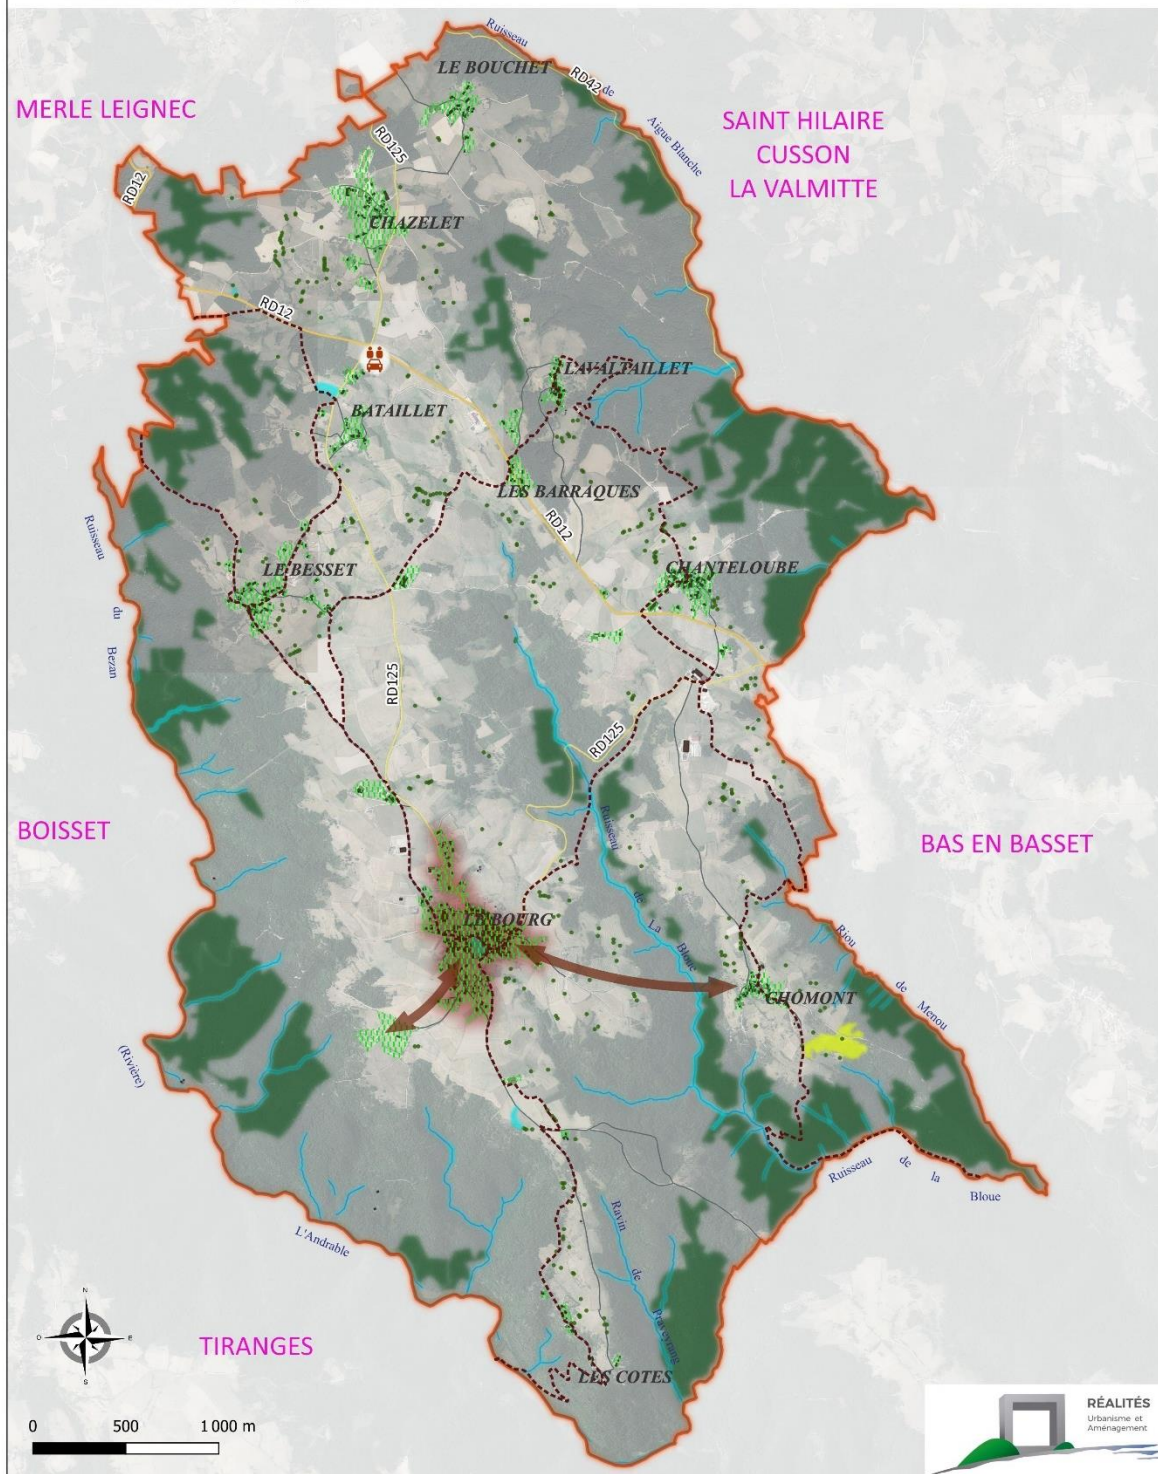 Ruisseau
de
Aigue Blanche
LE BOUCHET
RD42
MERLE LEIGNEC
SAINT HILAIRE
CUSSON
LA VALMITTE
RD125
RD12
CHAZELET
RD12
LAVALTAILLET
BATAILLET
LES BARRAQUES
RD12
Ruisseau
du
Bezan
LE BESSET
CHANTELOUBE
RD125
RD125
BOISSET
Ruisseau
de
La
Bloue
BAS EN BASSET
LE BOURG
Riou
de
Menou
CHOMONT
(Rivière)
L'Andrable
Ruisseau
de
la
Bloue
Ravin
de
Praveyrang
N
O
E
S
TIRANGES
LES COTES
0 500 1 000 m
RÉALITÉS
Urbanisme et
Aménagement